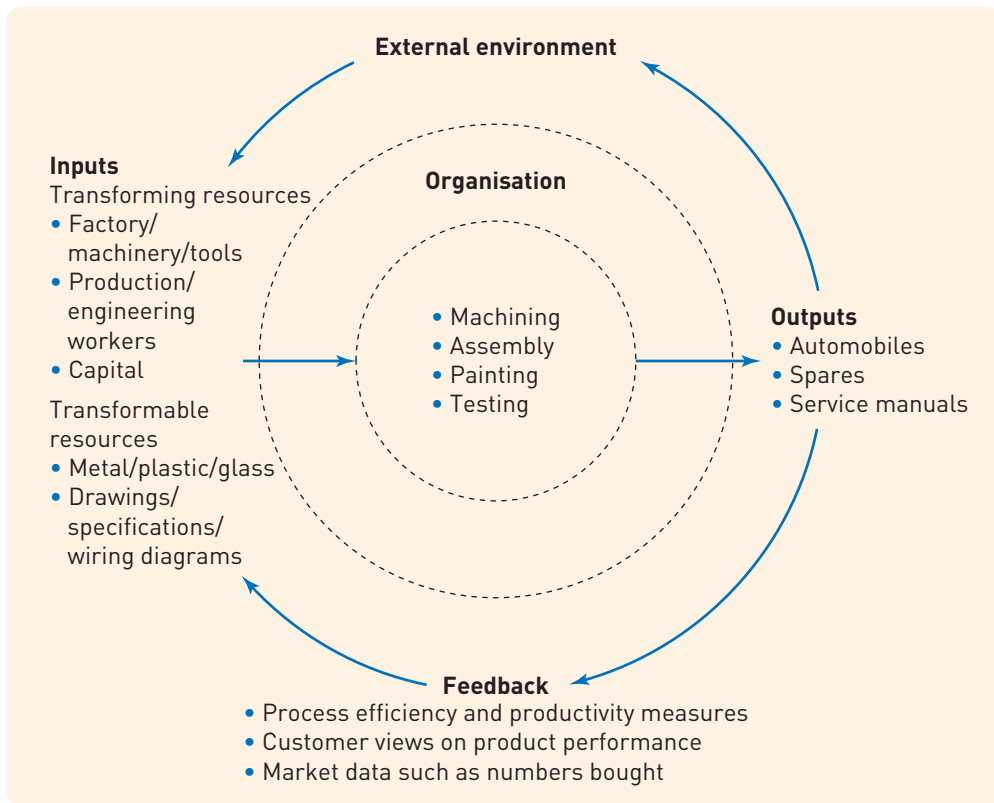 External environment
Inputs
Transforming resources
• Factory/
machinery/tools
• Production/
engineering
workers
• Capital
Transformable
resources
• Metal/plastic/glass
• Drawings/
specifications/
wiring diagrams
Organisation
• Machining
• Assembly
• Painting
• Testing
Outputs
• Automobiles
• Spares
• Service manuals
Feedback
• Process efficiency and productivity measures
• Customer views on product performance
• Market data such as numbers bought